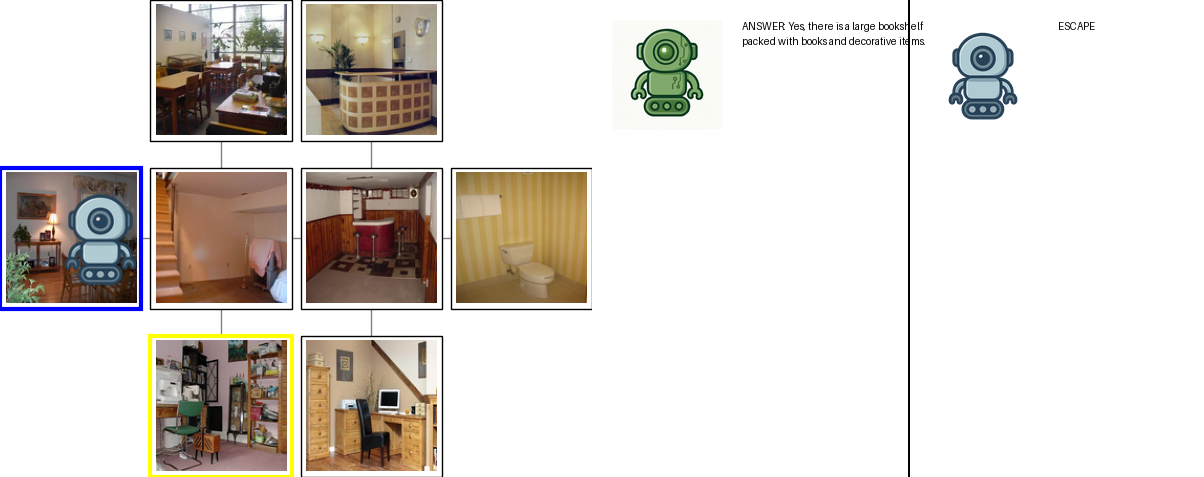 ANSWER: Yes, there is a large bookshelf
packed with books and decorative items.
ESCAPE